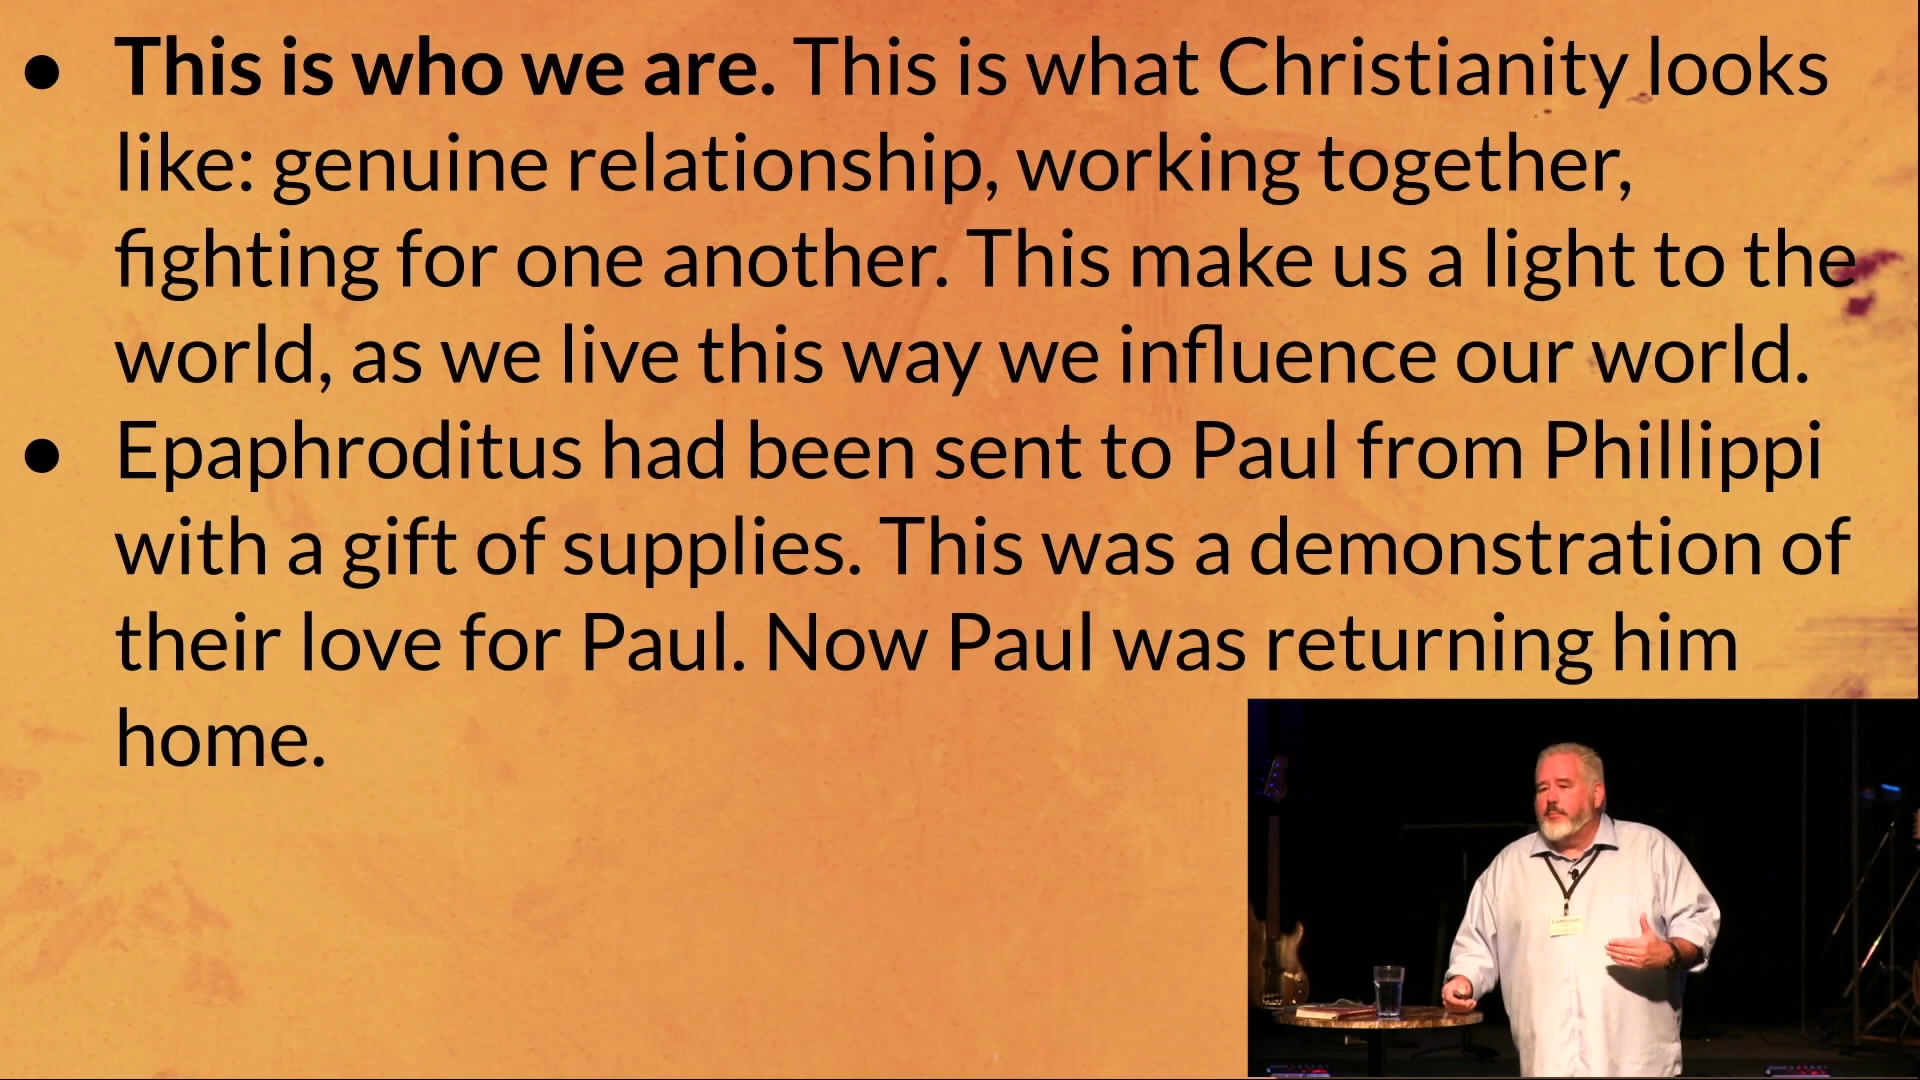 ● This is who we are. This is what Christianity looks
like: genuine relationship, working together,
fighting for one another. This make us a light to the
world, as we live this way we influence our world.
● Epaphroditus had been sent to Paul from Phillippi
with a gift of supplies. This was a demonstration of
their love for Paul. Now Paul was returning him
home.